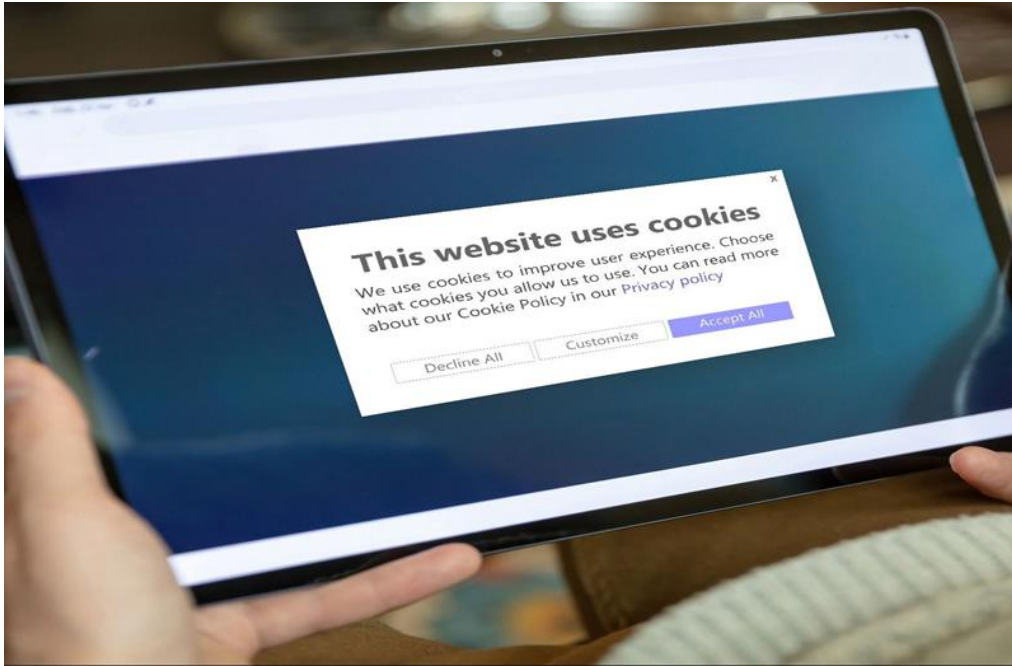 x
This website uses cookies
We use cookies to improve user experience. Choose
what cookies you allow us to use. You can read more
about our Cookie Policy in our Privacy policy
Decline All
Customize
Accept All